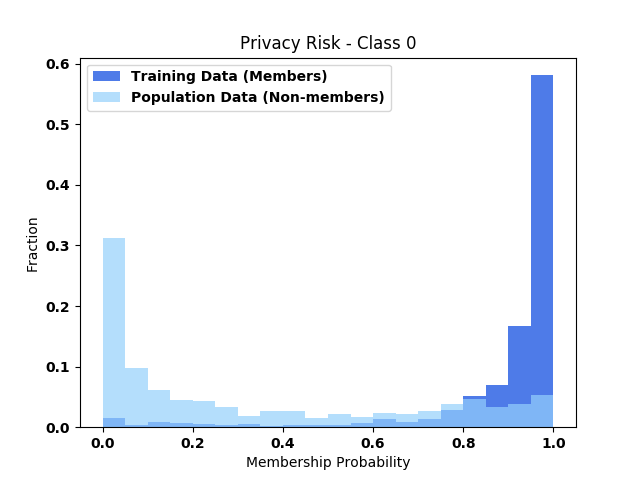 Privacy Risk - Class 0
Training Data (Members)
Population Data (Non-members)
0.6
0.5
0.4
0.3
0.2
0.1
0.0
Fraction
0.0 0.2 0.4 0.6 0.8 1.0
Membership Probability